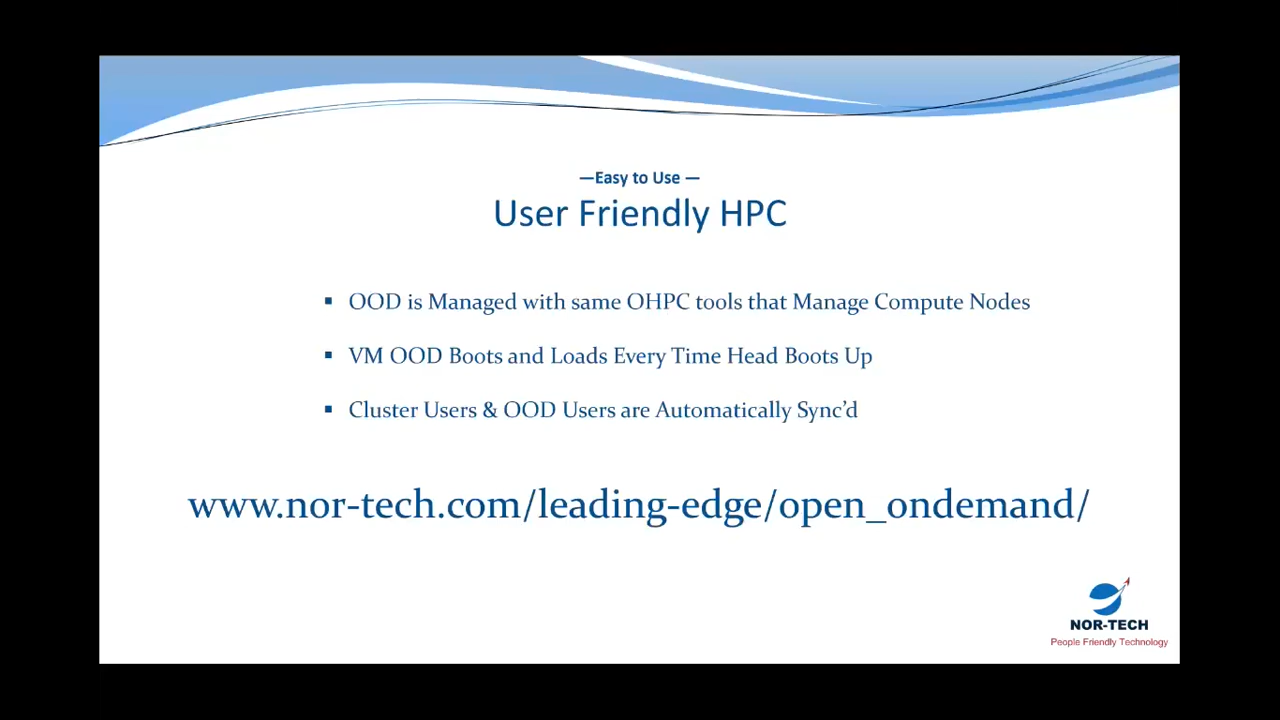 —Easy to Use —
User Friendly HPC
▪ OOD is Managed with same OHPC tools that Manage Compute Nodes
▪ VM OOD Boots and Loads Every Time Head Boots Up
▪ Cluster Users & OOD Users are Automatically Sync’d
www.nor-tech.com/leading-edge/open_ondemand/
NOR-TECH
People Friendly Technology